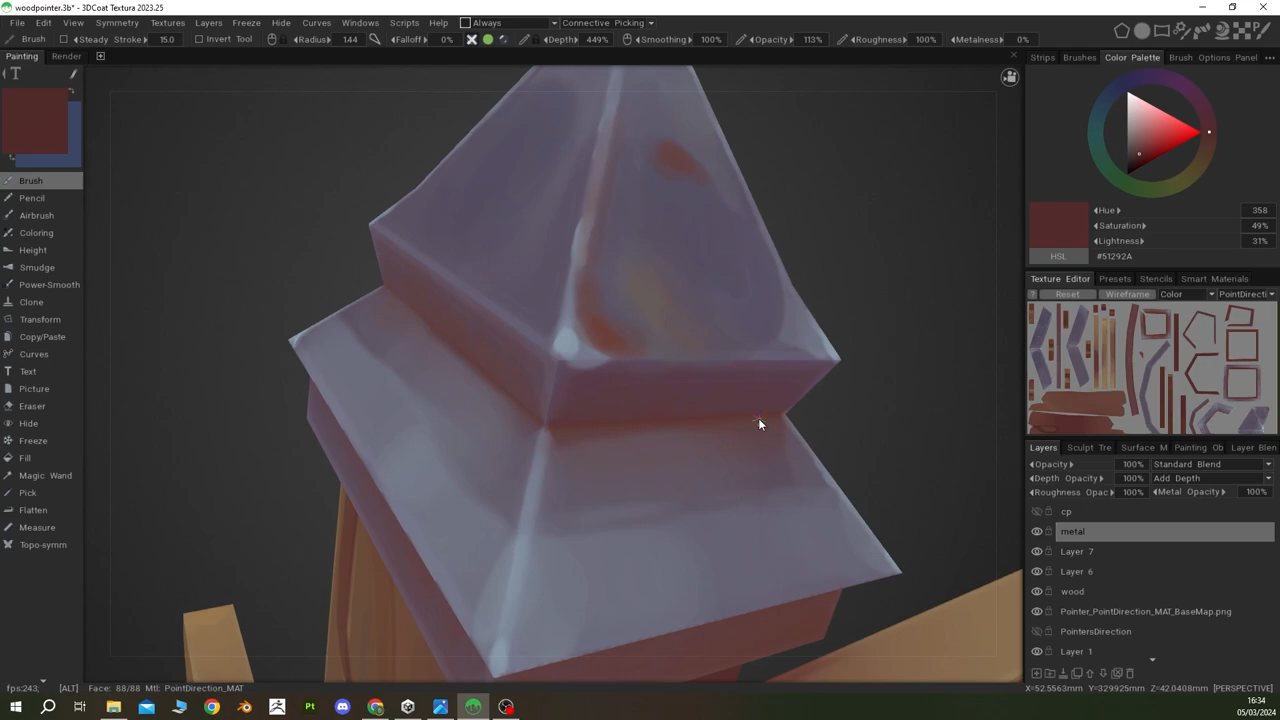 woodpointer.3b* - 3DCoat Textura 2023.25
File Edit View Symmetry Textures Layers Freeze Hide Curves Windows Scripts Help Always Connective Picking
Brush Steady Stroke 15.0 Invert Tool Radius 144 Falloff 0% Depth 449% Smoothing 100% Opacity 113% Roughness 100% Metalness 0%
Painting Render
Strips Brushes Color Palette Brush Options Panel
Brush
Pencil
Airbrush
Coloring
Height
Smudge
Power-Smooth
Clone
Transform
Copy/Paste
Curves
Text
Picture
Eraser
Hide
Freeze
Fill
Magic Wand
Pick
Flatten
Measure
Topo-symm
Hue 358
Saturation 49%
Lightness 31%
HSL #51292A
Texture Editor Presets Stencils Smart Materials
? Reset Wireframe Color PointDirecti
Layers Sculpt Tre Surface M Painting Ob Layer Blen
Opacity 100% Standard Blend
Depth Opacity 100% Add Depth
Roughness Opac 100% Metal Opacity 100%
cp
metal
Layer 7
Layer 6
wood
Pointer_PointDirection_MAT_BaseMap.png
PointersDirection
Layer 1
fps:243; [ALT] Face: 88/88 Mtl: PointDirection_MAT
X=52.5563mm Y=329925mm Z=42.0408mm [PERSPECTIVE]
Pt
16:34
05/03/2024